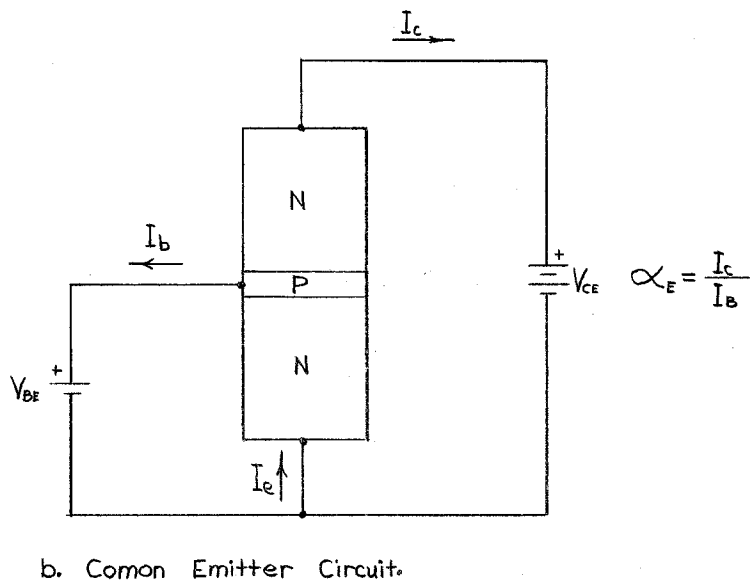 Ic
N
Ib
P
+
VCE
αE = Ic / IB
+
VBE
N
Ie
b. Comon Emitter Circuit.